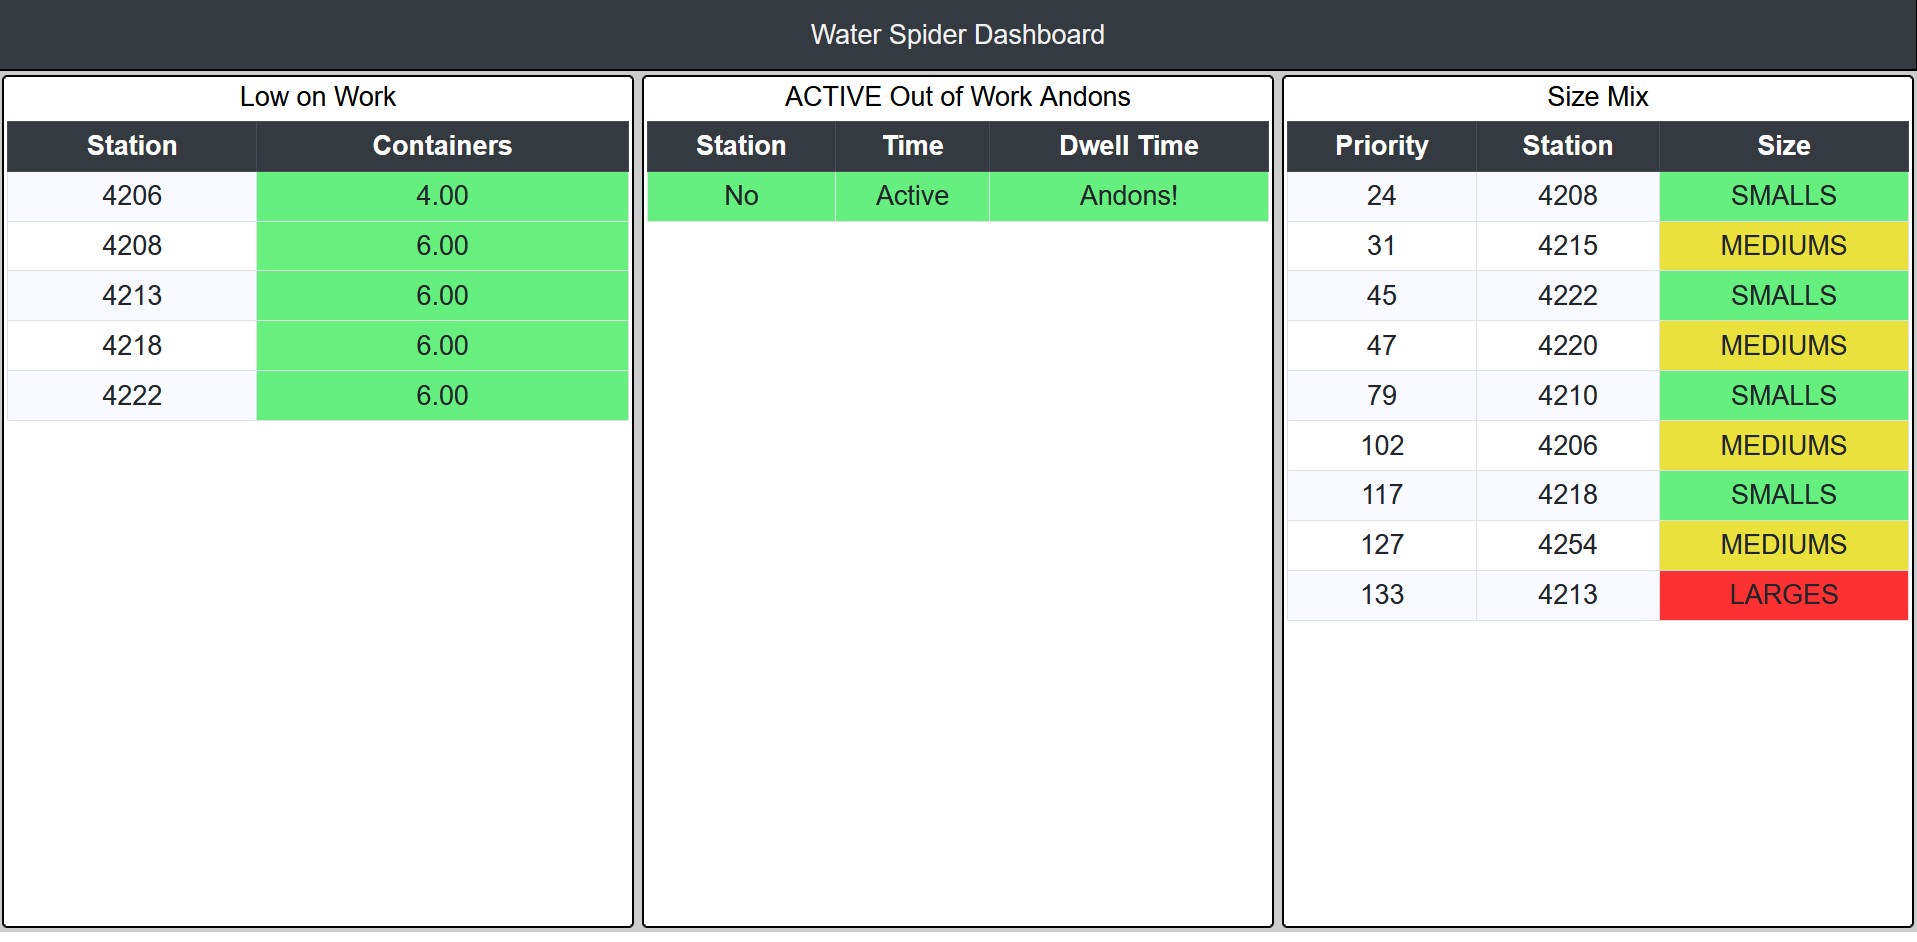 Water Spider Dashboard
Low on Work
Station Containers
4206 4.00
4208 6.00
4213 6.00
4218 6.00
4222 6.00
ACTIVE Out of Work Andons
Station Time Dwell Time
No Active Andons!
Size Mix
Priority Station Size
24 4208 SMALLS
31 4215 MEDIUMS
45 4222 SMALLS
47 4220 MEDIUMS
79 4210 SMALLS
102 4206 MEDIUMS
117 4218 SMALLS
127 4254 MEDIUMS
133 4213 LARGES